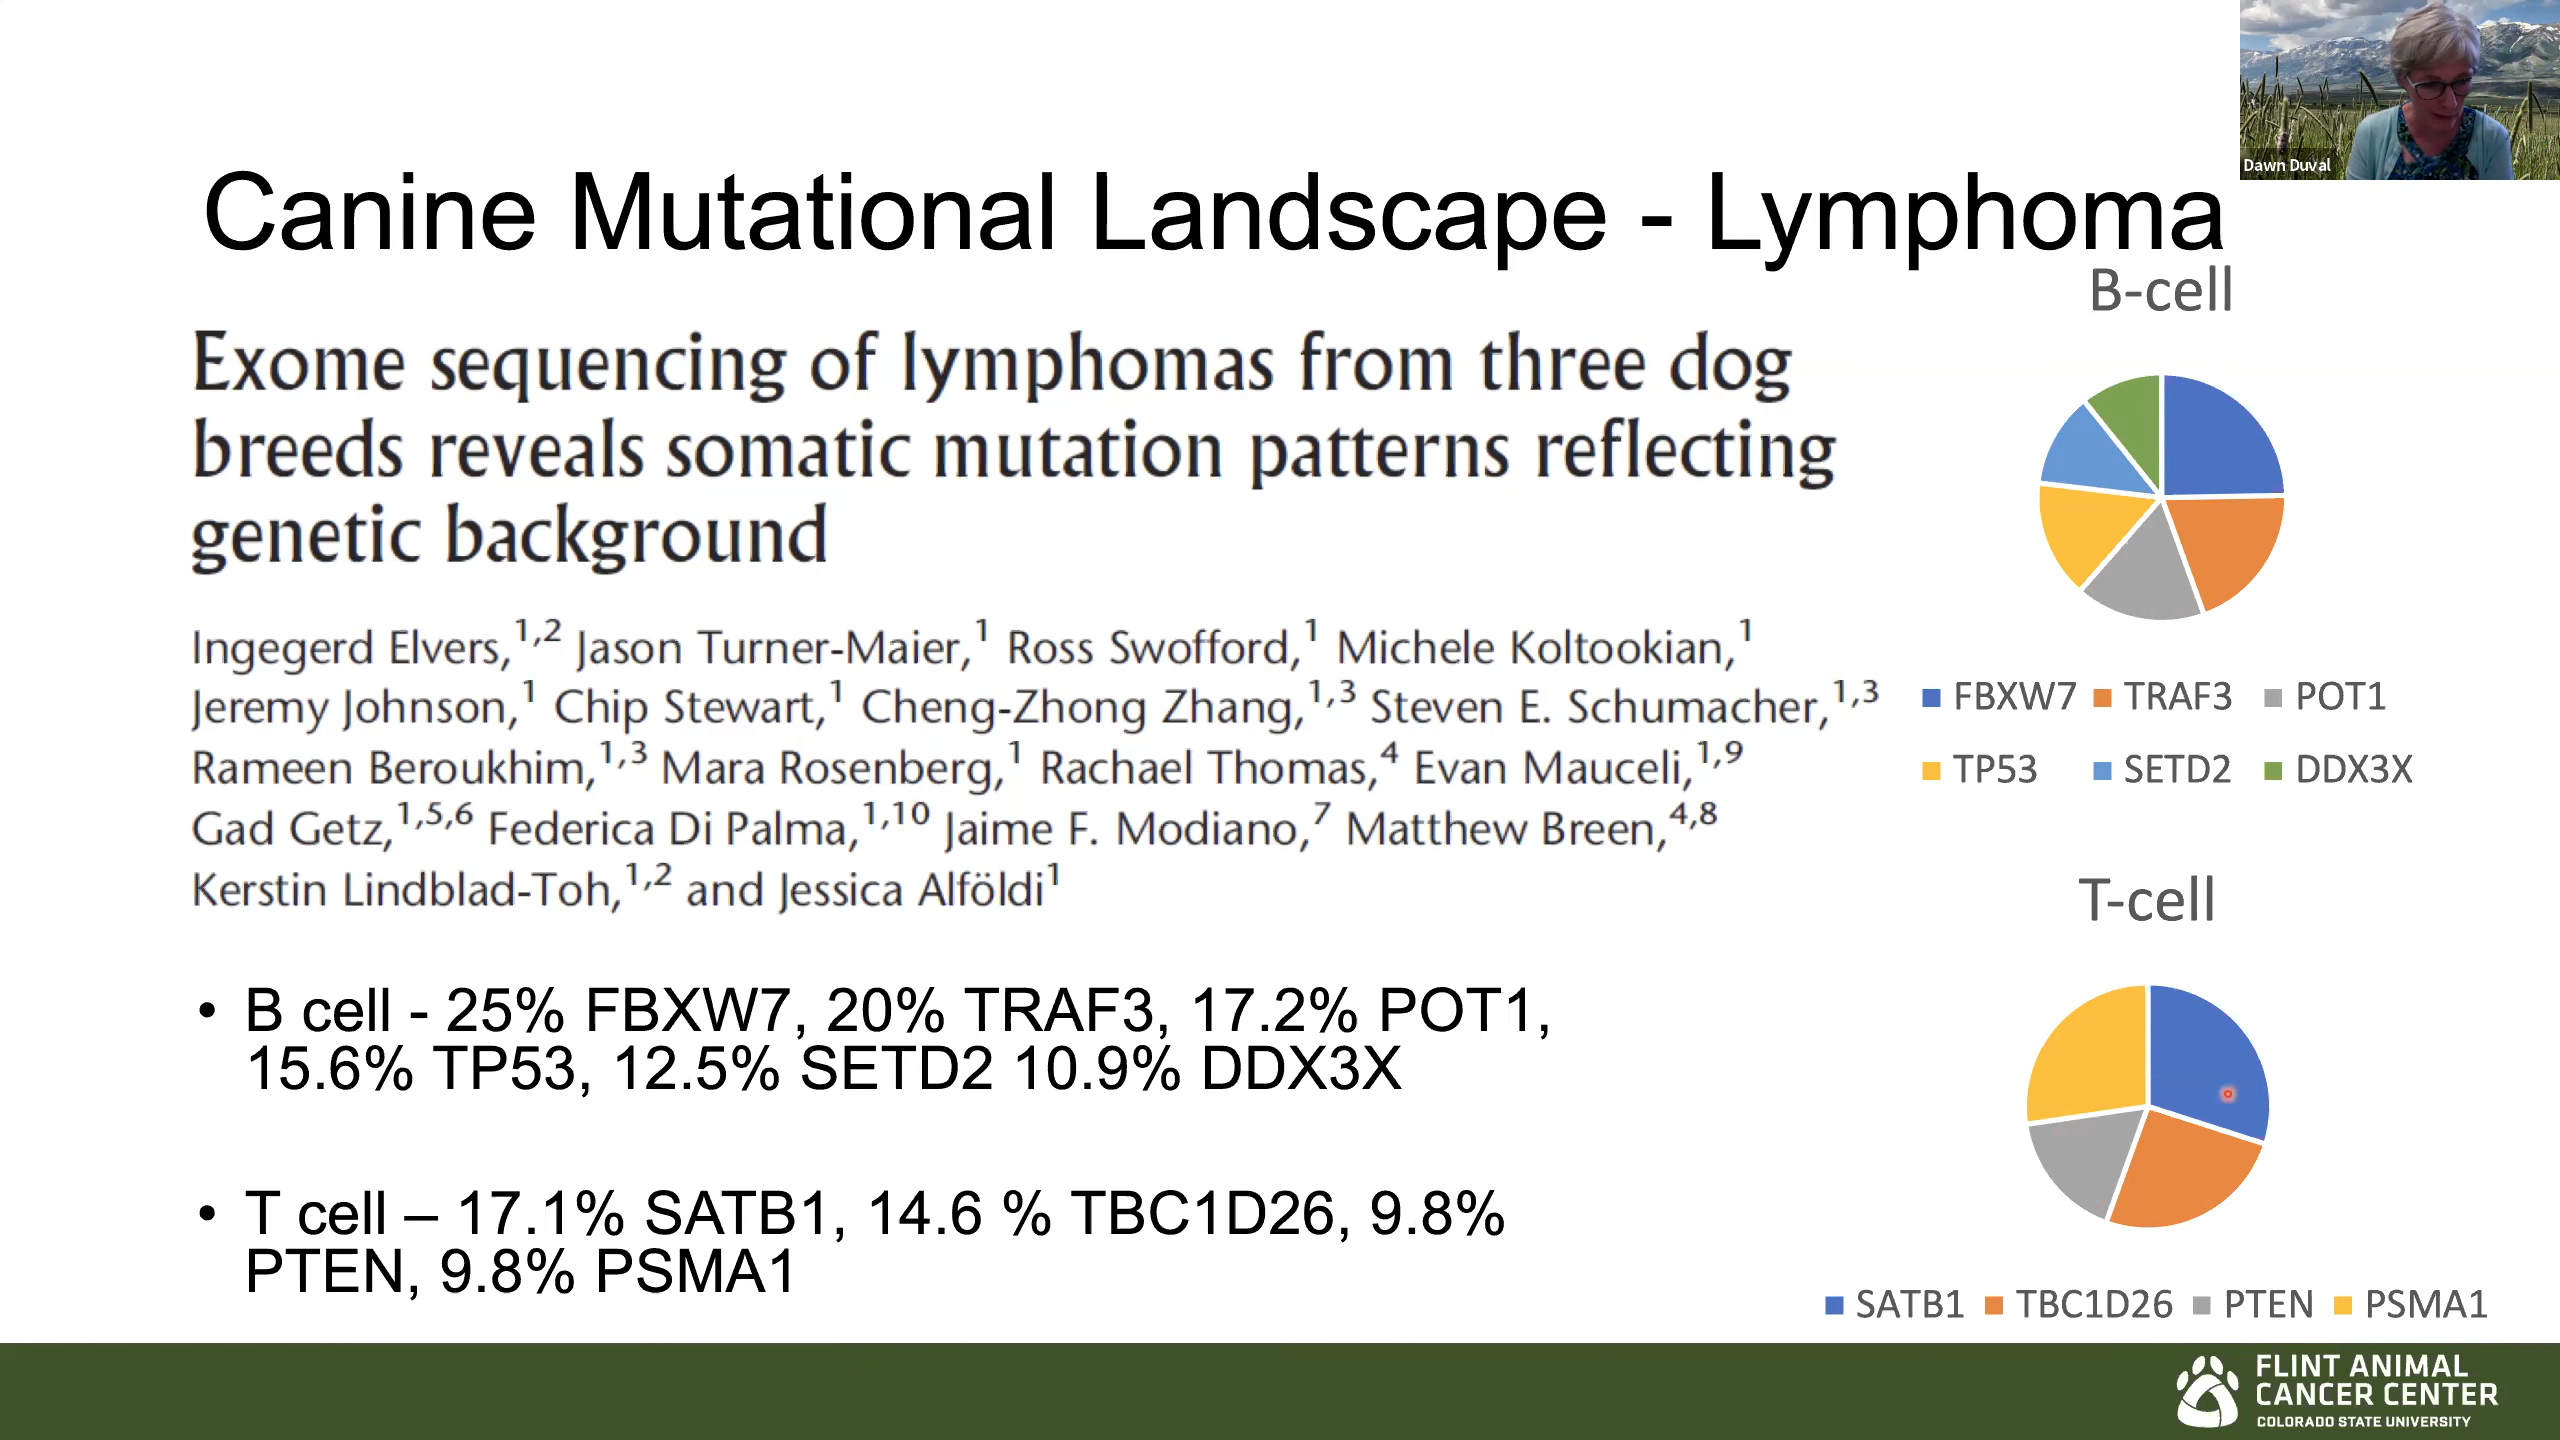 Dawn Duval
Canine Mutational Landscape - Lymphoma
Exome sequencing of lymphomas from three dog
breeds reveals somatic mutation patterns reflecting
genetic background
Ingegerd Elvers,1,2 Jason Turner-Maier,1 Ross Swofford,1 Michele Koltookian,1
Jeremy Johnson,1 Chip Stewart,1 Cheng-Zhong Zhang,1,3 Steven E. Schumacher,1,3
Rameen Beroukhim,1,3 Mara Rosenberg,1 Rachael Thomas,4 Evan Mauceli,1,9
Gad Getz,1,5,6 Federica Di Palma,1,10 Jaime F. Modiano,7 Matthew Breen,4,8
Kerstin Lindblad-Toh,1,2 and Jessica Alföldi1
• B cell - 25% FBXW7, 20% TRAF3, 17.2% POT1,
15.6% TP53, 12.5% SETD2 10.9% DDX3X
• T cell – 17.1% SATB1, 14.6 % TBC1D26, 9.8%
PTEN, 9.8% PSMA1
B-cell
FBXW7 TRAF3 POT1
TP53 SETD2 DDX3X
T-cell
SATB1 TBC1D26 PTEN PSMA1
FLINT ANIMAL
CANCER CENTER
COLORADO STATE UNIVERSITY